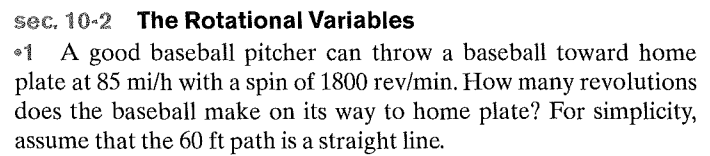 sec. 10-2 The Rotational Variables
•1 A good baseball pitcher can throw a baseball toward home
plate at 85 mi/h with a spin of 1800 rev/min. How many revolutions
does the baseball make on its way to home plate? For simplicity,
assume that the 60 ft path is a straight line.